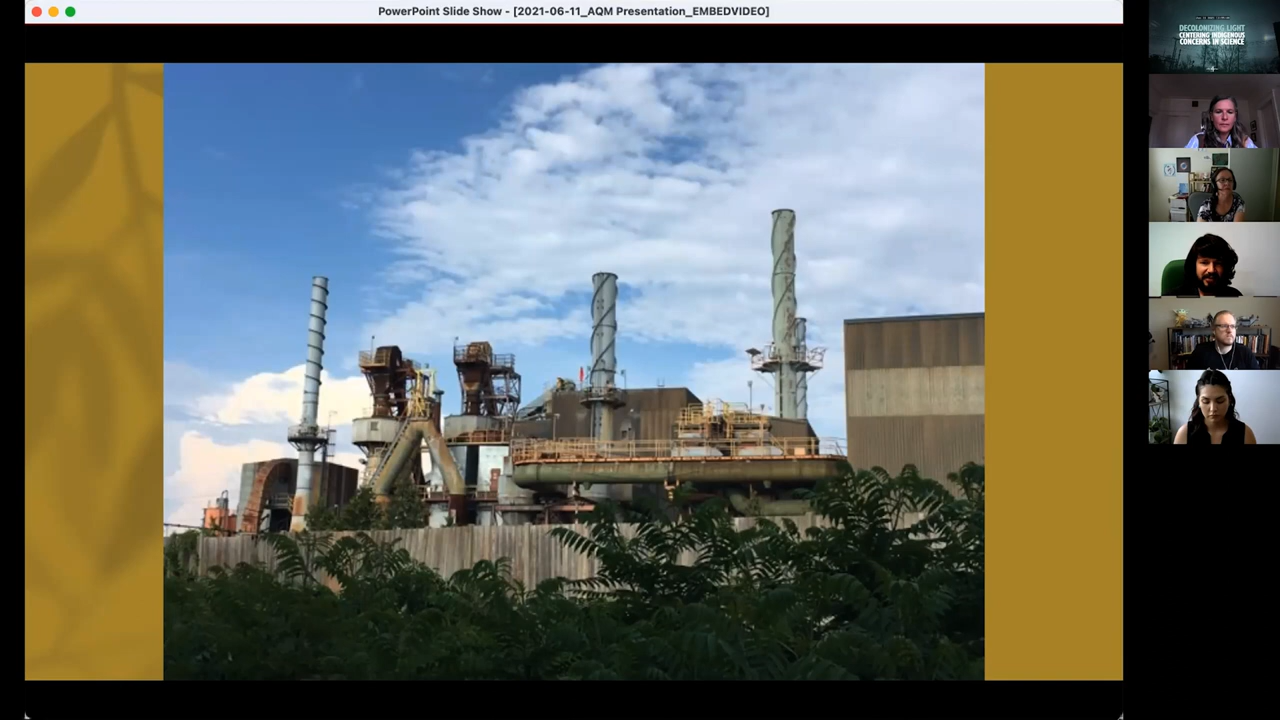 PowerPoint Slide Show - [2021-06-11_AQM Presentation_EMBEDVIDEO]
DECOLONIZING LIGHT
CENTERING INDIGENOUS
CONCERNS IN SCIENCE